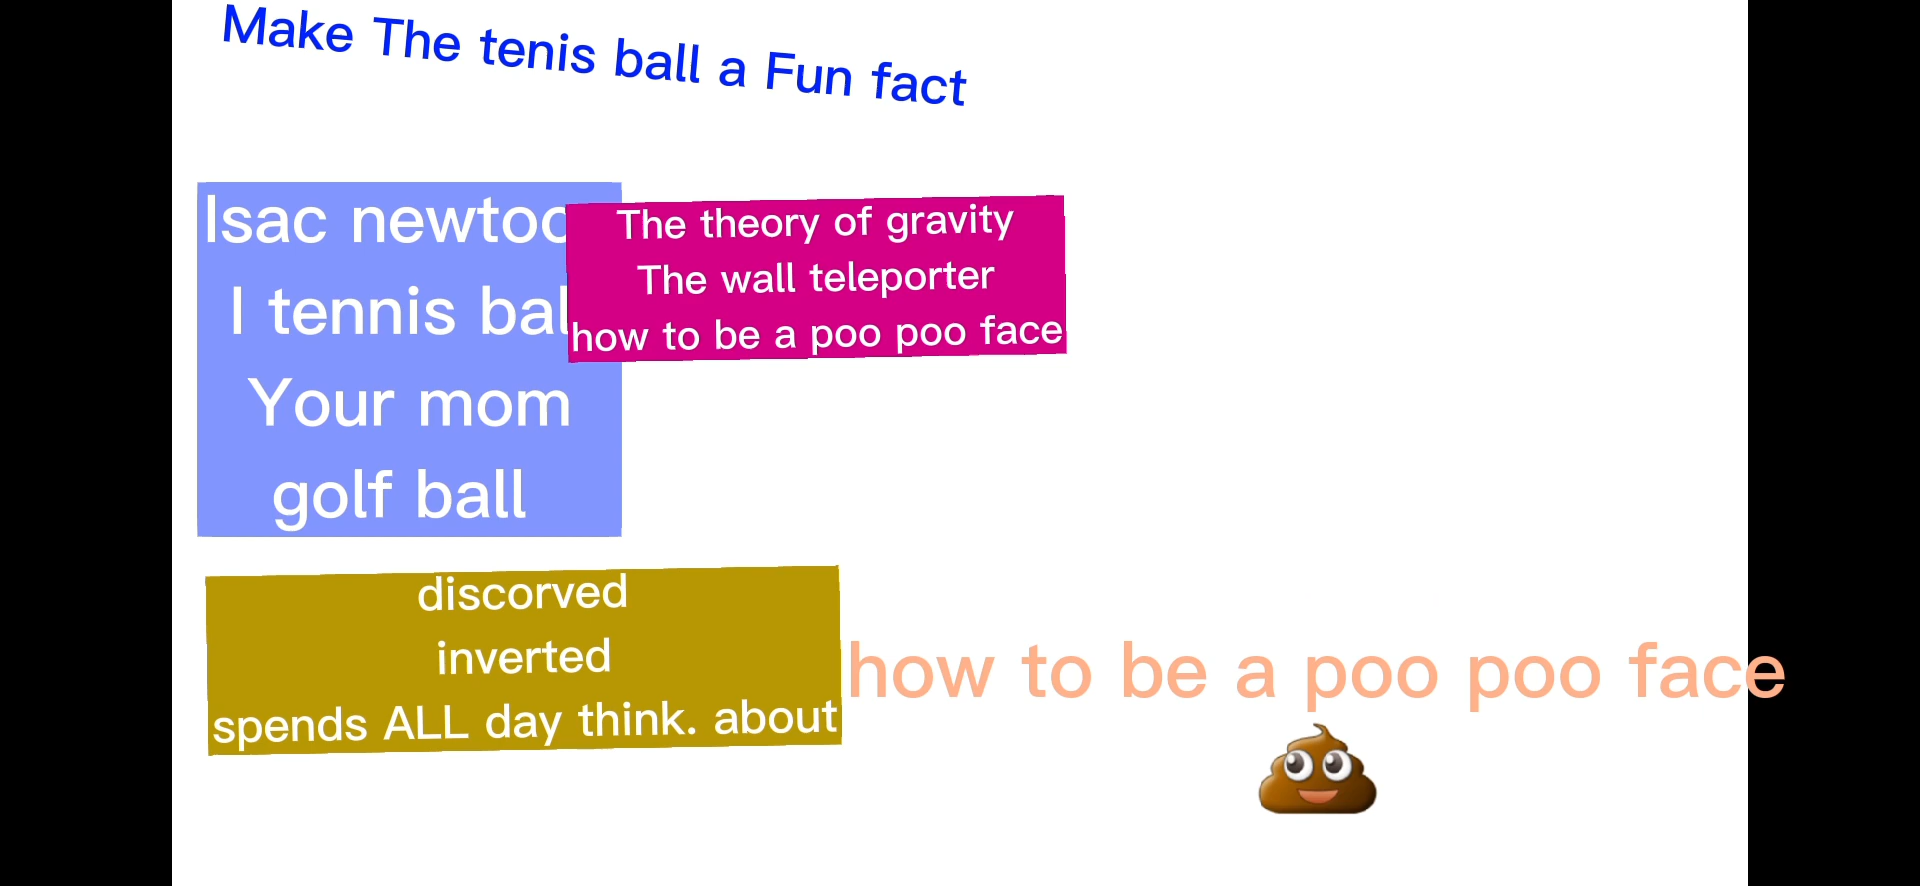 Make The tenis ball a Fun fact
Isac newtoo
I tennis bal
Your mom
golf ball
The theory of gravity
The wall teleporter
how to be a poo poo face
discorved
inverted
spends ALL day think. about
how to be a poo poo face